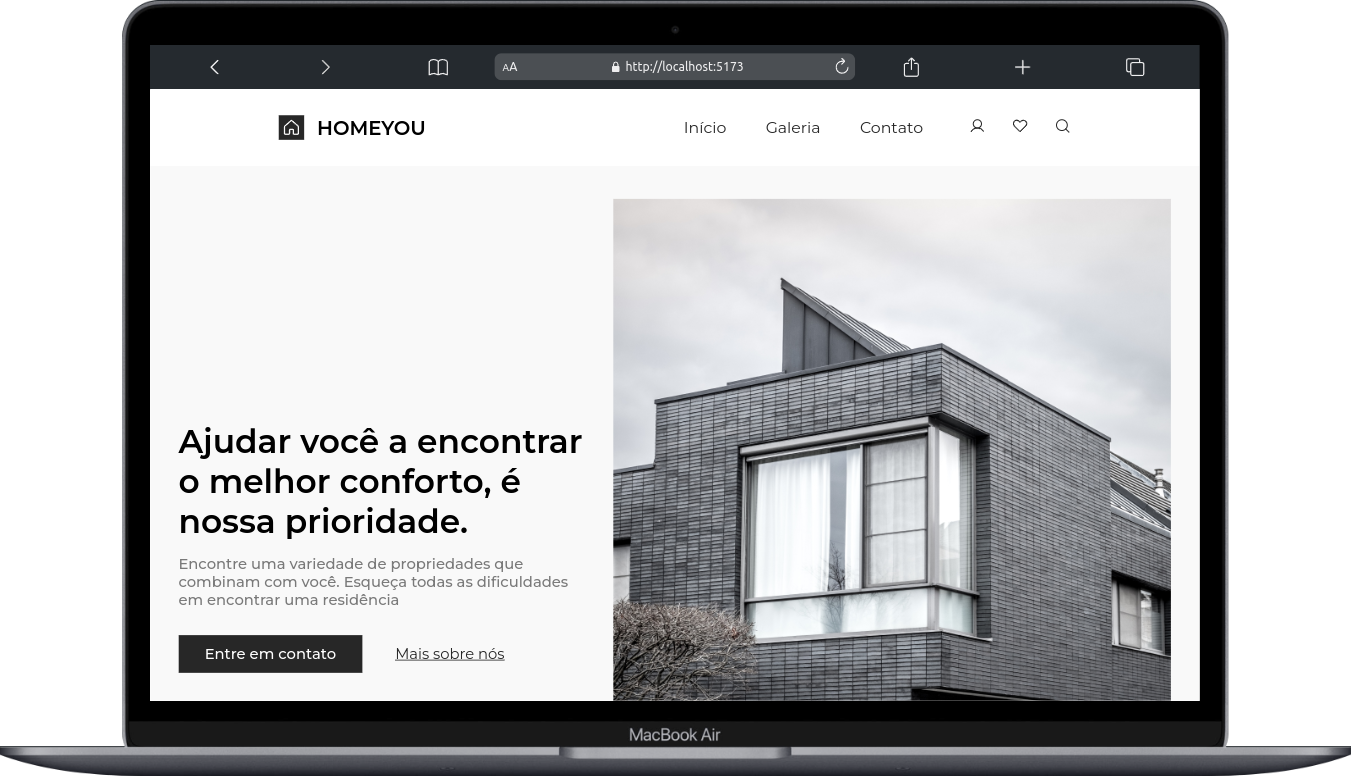 AA
http://localhost:5173
HOMEYOU
Início
Galeria
Contato
Ajudar você a encontrar
o melhor conforto, é
nossa prioridade.
Encontre uma variedade de propriedades que
combinam com você. Esqueça todas as dificuldades
em encontrar uma residência
Entre em contato
Mais sobre nós
MacBook Air